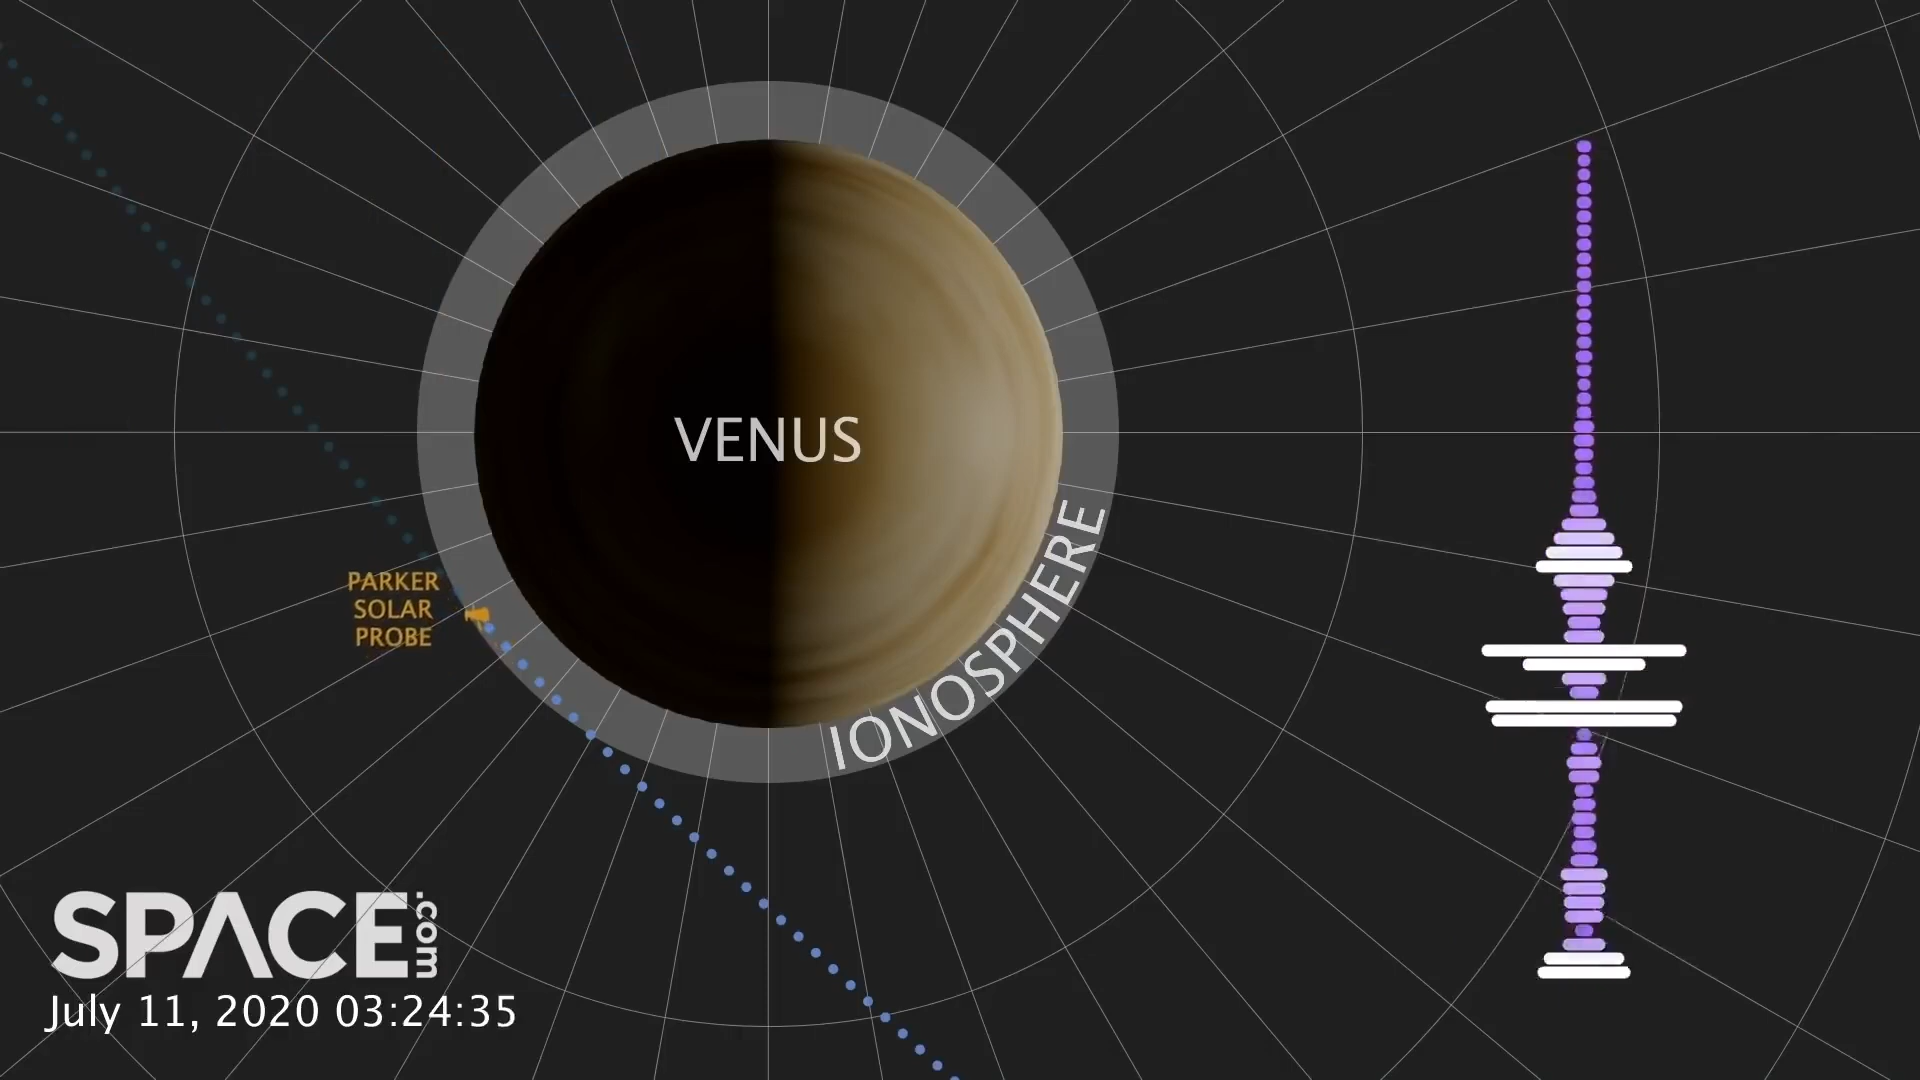 VENUS
IONOSPHERE
PARKER
SOLAR
PROBE
SPACE.com
July 11, 2020 03:24:35